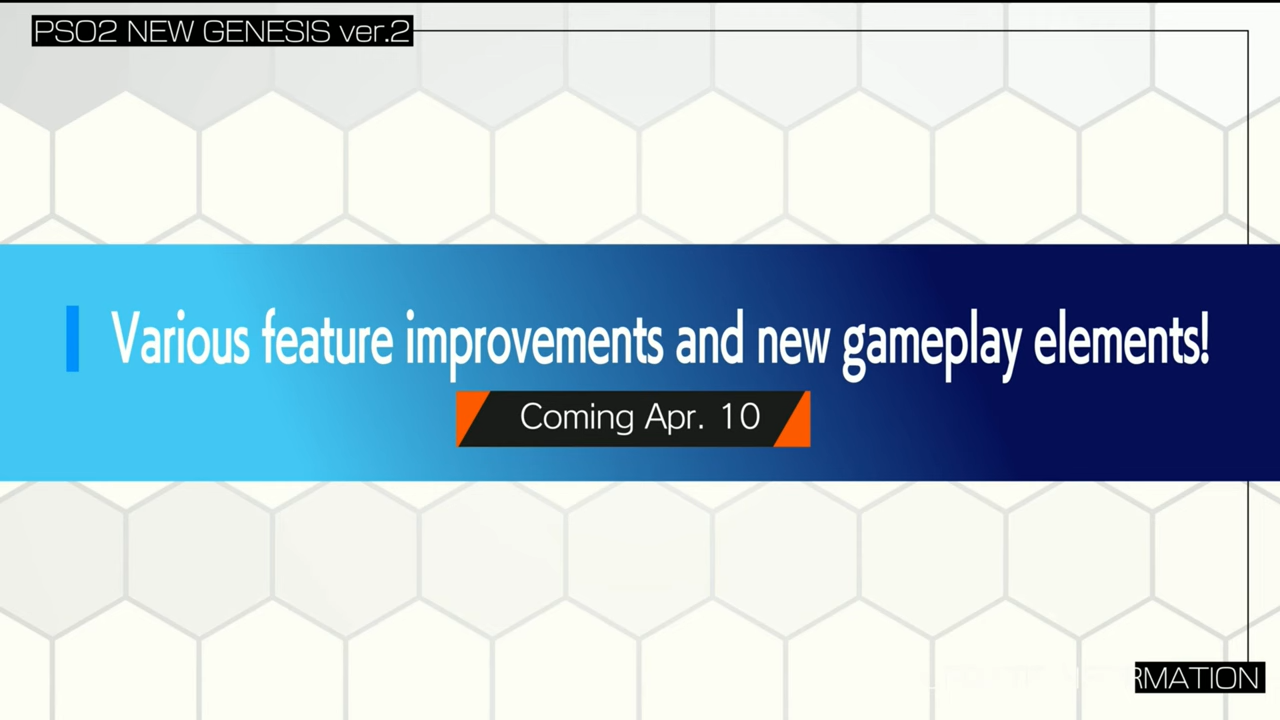 PSO2 NEW GENESIS ver.2
Various feature improvements and new gameplay elements!
Coming Apr. 10
RMATION